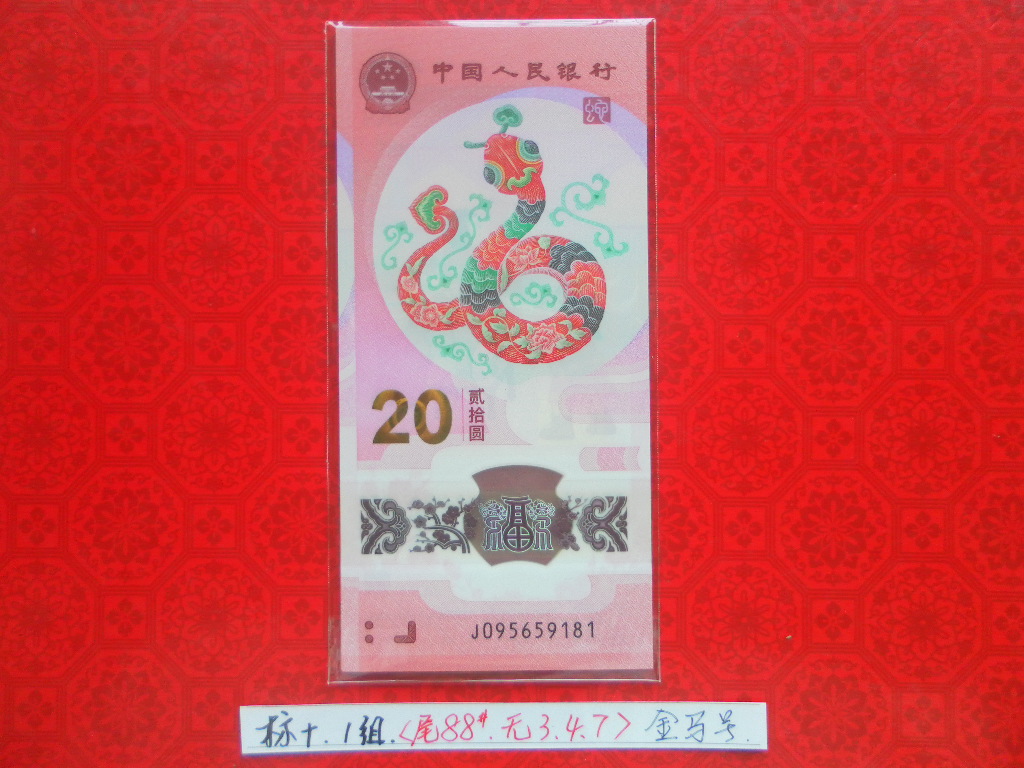 中国人民银行
20
贰拾圆
福
J095659181
标十.1组.〈尾88#.无3.4.7〉金马号.